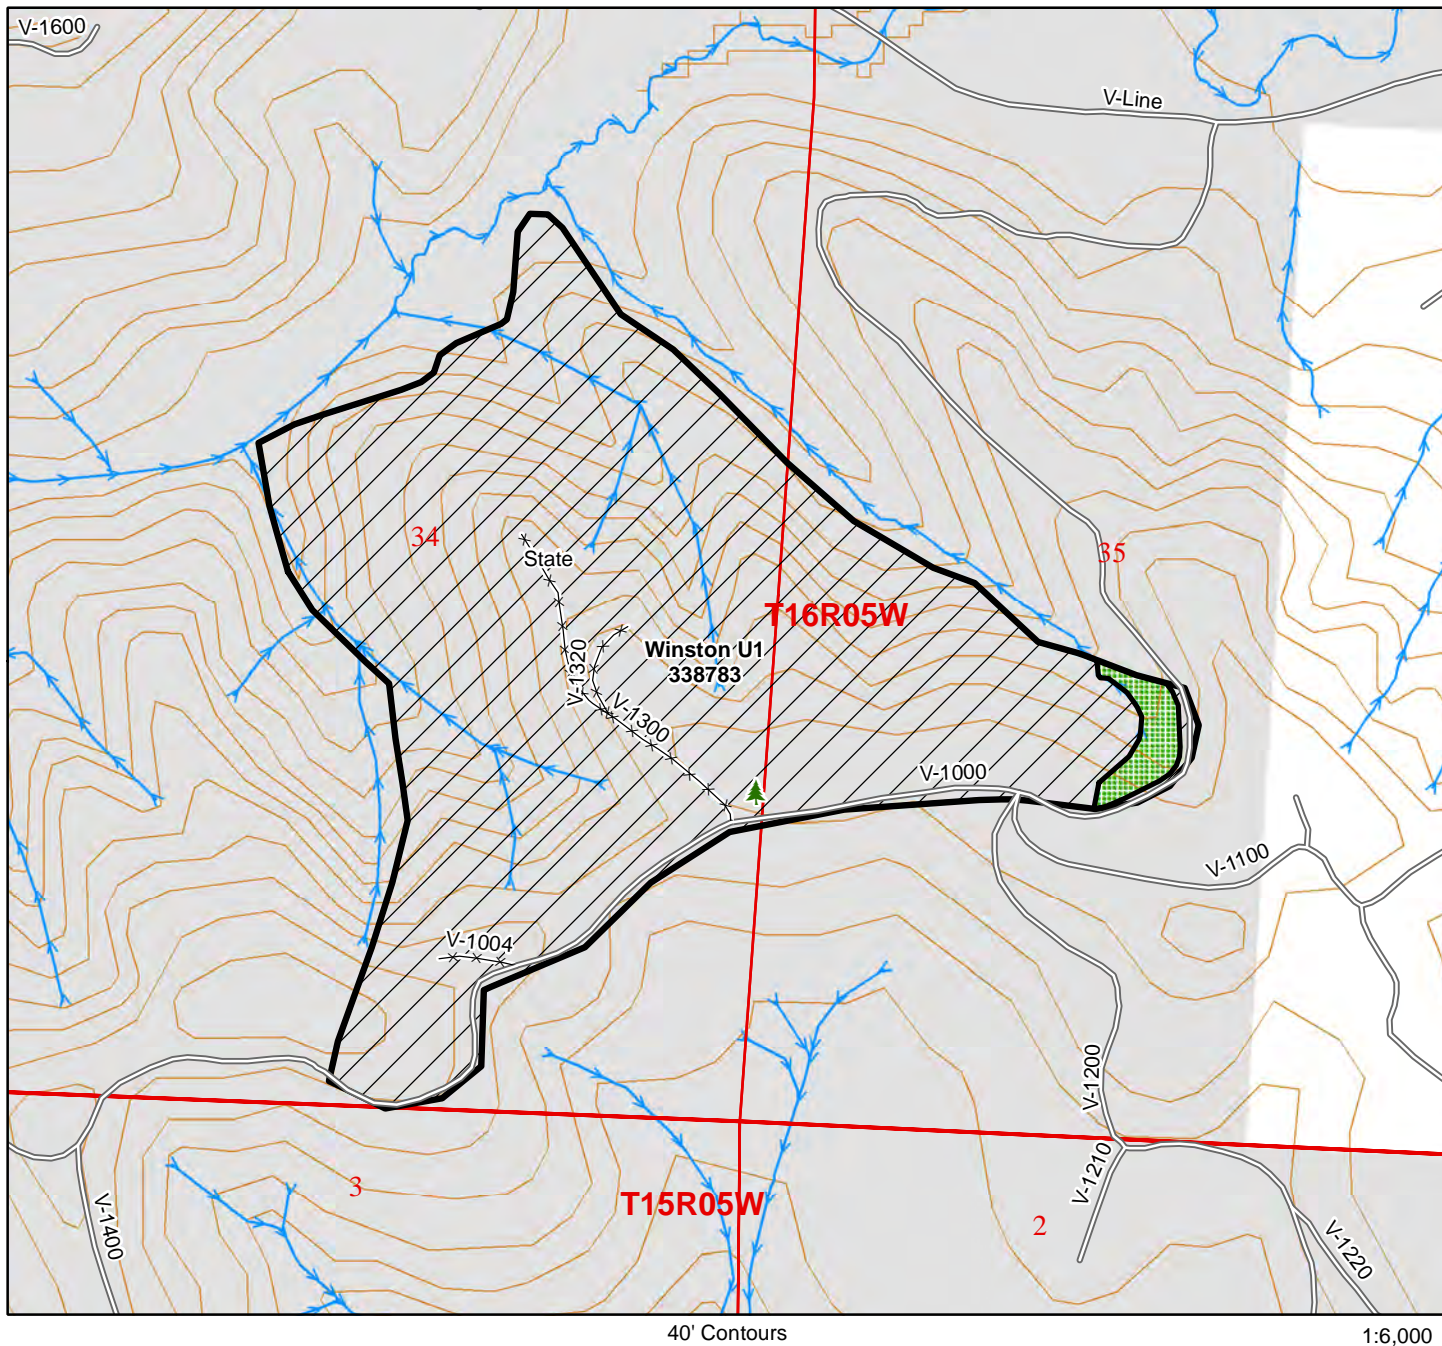 V-1600
V-Line
34
State
35
T16R05W
Winston U1
338783
V-1320
V-1300
V-1000
V-1100
V-1004
V-1200
V-1210
3
T15R05W
2
V-1400
V-1220
40' Contours
1:6,000